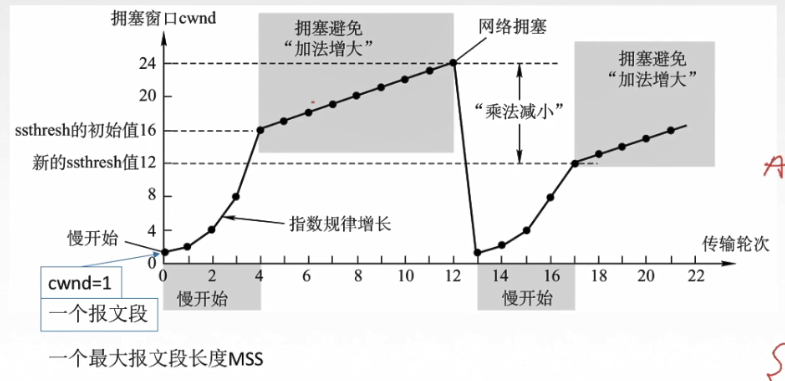 拥塞窗口cwnd
拥塞避免
“加法增大”
网络拥塞
拥塞避免
“加法增大”
24
20
ssthresh的初始值16
“乘法减小”
新的ssthresh值12
A
8
4
慢开始
指数规律增长
传输轮次
0
0 2 4 6 8 10 12 13 14 16 18 20 22
cwnd=1
慢开始
慢开始
一个报文段
一个最大报文段长度MSS